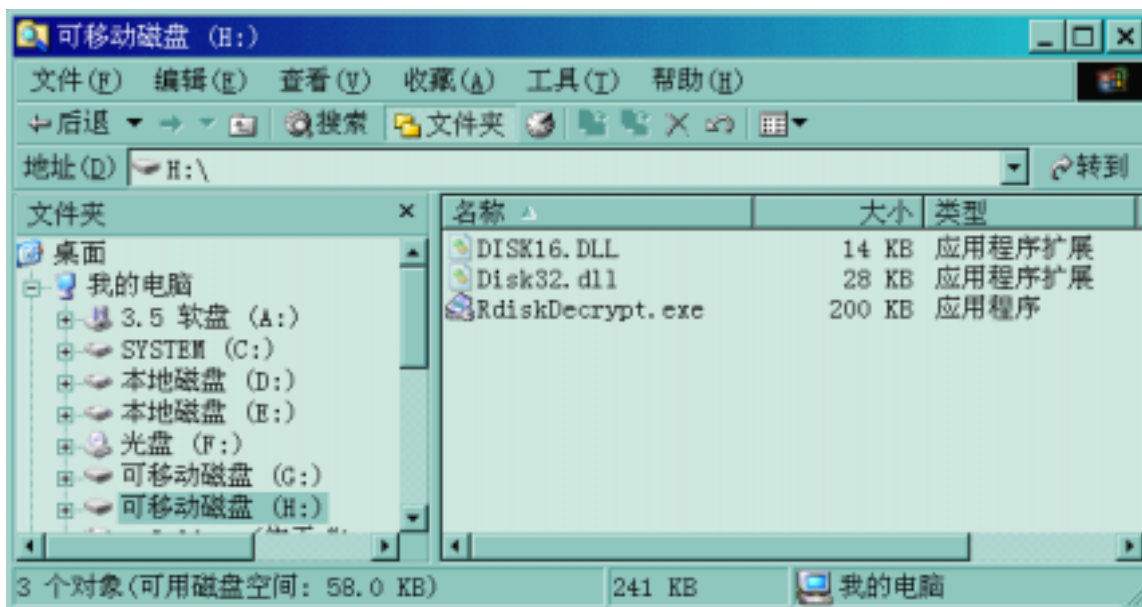 可移动磁盘 (H:)
文件(F) 编辑(E) 查看(V) 收藏(A) 工具(T) 帮助(H)
后退 搜索 文件夹
地址(D) H:\ 转到
文件夹 × 名称 大小 类型
桌面
我的电脑
3.5 软盘 (A:)
SYSTEM (C:)
本地磁盘 (D:)
本地磁盘 (E:)
光盘 (F:)
可移动磁盘 (G:)
可移动磁盘 (H:)
DISK16.DLL 14 KB 应用程序扩展
Disk32.dll 28 KB 应用程序扩展
RdiskDecrypt.exe 200 KB 应用程序
3 个对象(可用磁盘空间: 58.0 KB) 241 KB 我的电脑